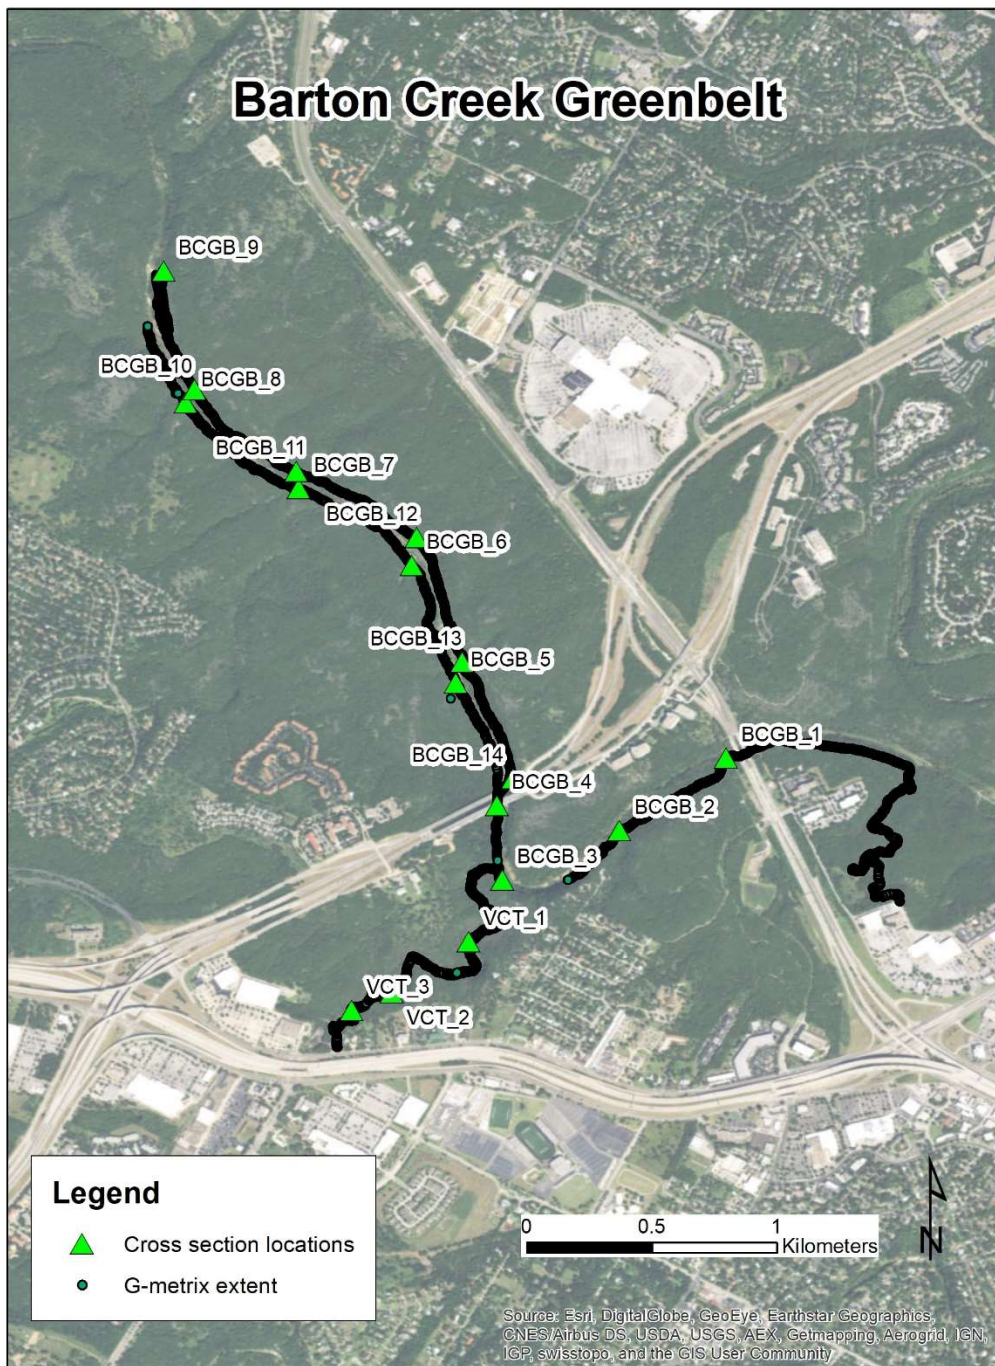 Barton Creek Greenbelt
BCGB_9
BCGB_10
BCGB_8
BCGB_11
BCGB_7
BCGB_12
BCGB_6
BCGB_13
BCGB_5
BCGB_14
BCGB_1
BCGB_4
BCGB_2
BCGB_3
VCT_1
VCT_3
VCT_2
Legend
Cross section locations
G-metrix extent
0 0.5 1
Kilometers
N
Source: Esri, DigitalGlobe, GeoEye, Earthstar Geographics,
CNES/Airbus DS, USDA, USGS, AEX, Getmapping, Aerogrid, IGN,
IGP, swisstopo, and the GIS User Community